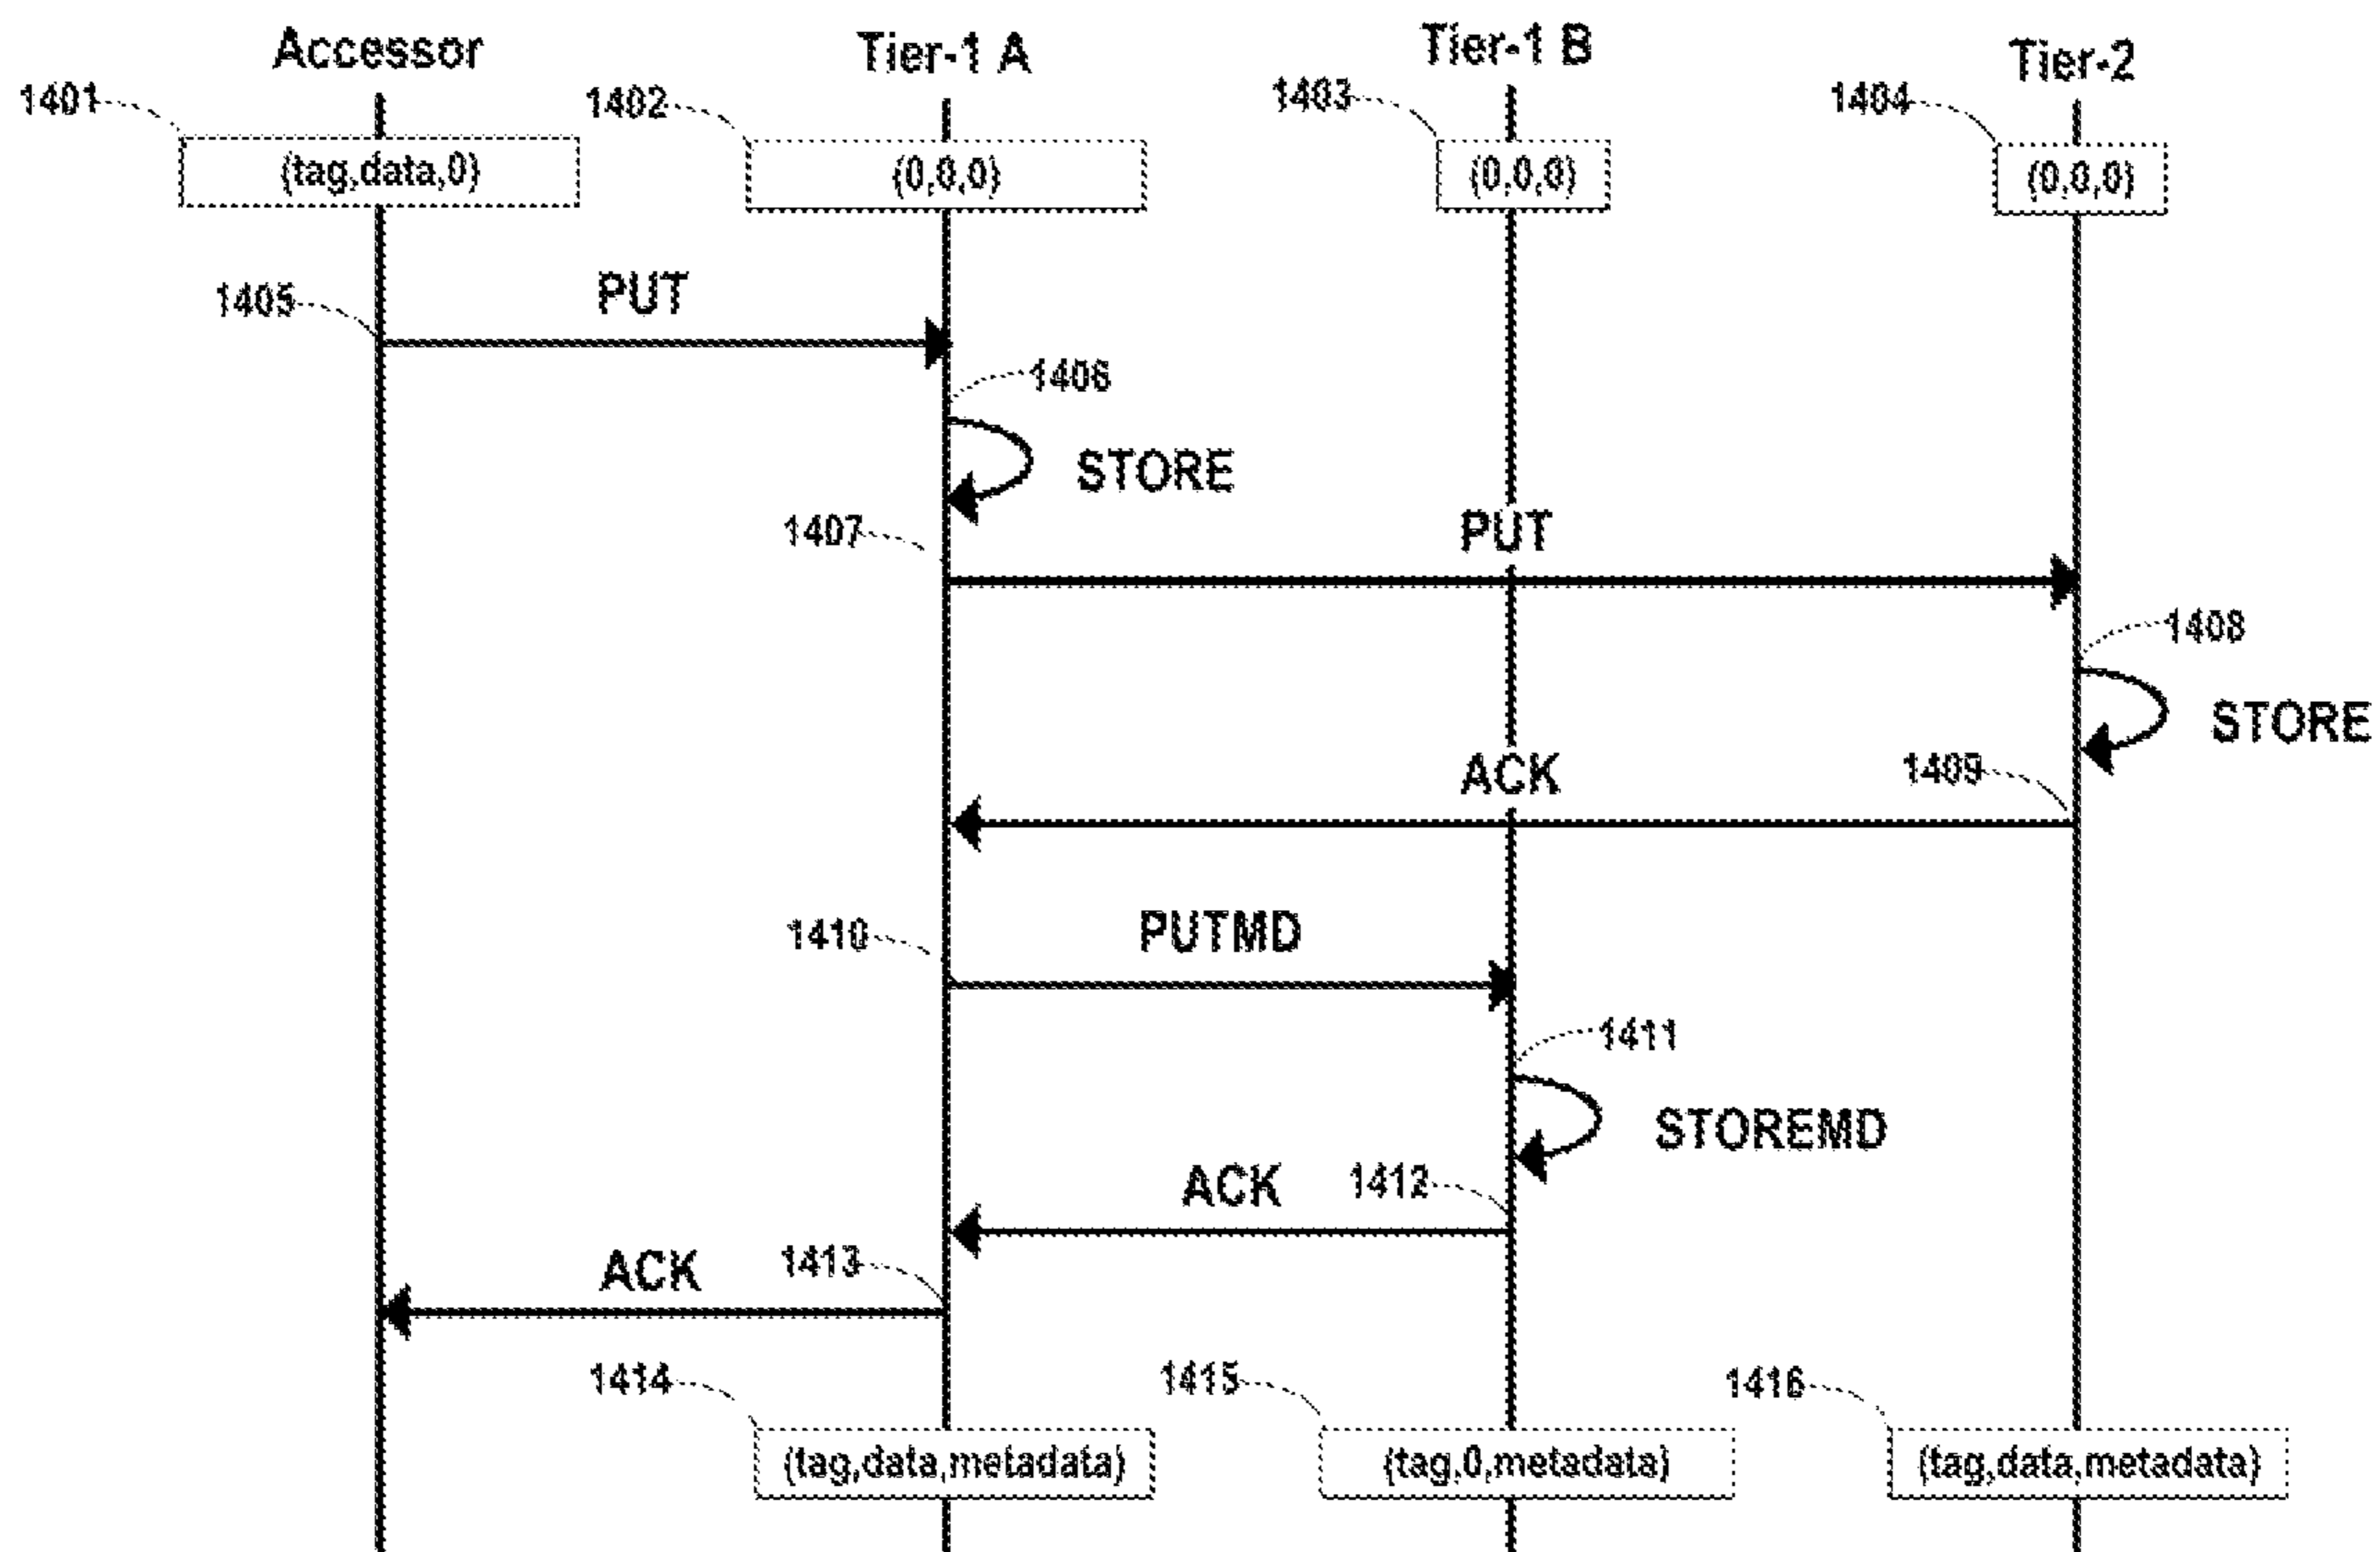 Accessor
Tier-1 A
Tier-1 B
Tier-2
1401
1402
1403
1404
(tag,data,0)
(0,0,0)
(0,0,0)
(0,0,0)
1405
PUT
1406
STORE
1407
PUT
1408
STORE
1409
ACK
1410
PUTMD
1411
STOREMD
1412
ACK
1413
ACK
1414
1415
1416
(tag,data,metadata)
(tag,0,metadata)
(tag,data,metadata)